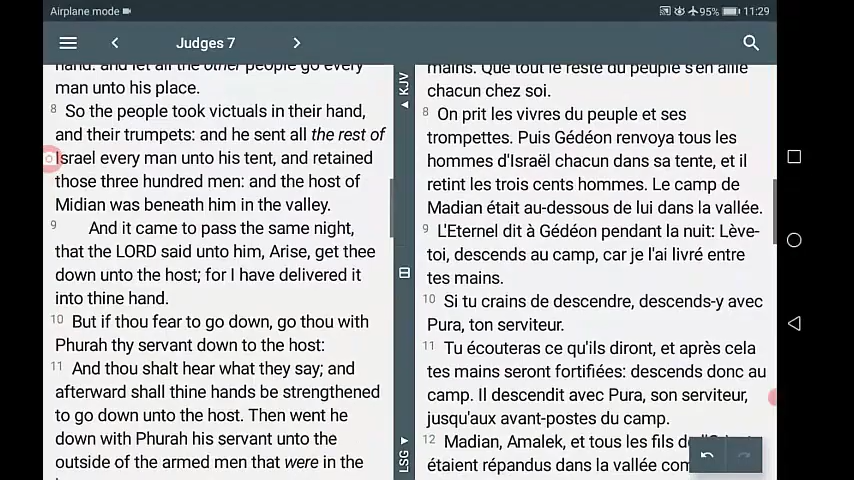 Airplane mode
95%
11:29
Judges 7
hand: and let all the other people go every
man unto his place.
8 So the people took victuals in their hand,
and their trumpets: and he sent all the rest of
Israel every man unto his tent, and retained
those three hundred men: and the host of
Midian was beneath him in the valley.
9 And it came to pass the same night,
that the LORD said unto him, Arise, get thee
down unto the host; for I have delivered it
into thine hand.
10 But if thou fear to go down, go thou with
Phurah thy servant down to the host:
11 And thou shalt hear what they say; and
afterward shall thine hands be strengthened
to go down unto the host. Then went he
down with Phurah his servant unto the
outside of the armed men that were in the
KJV
LSG
mains. Que tout le reste du peuple s'en aille
chacun chez soi.
8 On prit les vivres du peuple et ses
trompettes. Puis Gédéon renvoya tous les
hommes d'Israël chacun dans sa tente, et il
retint les trois cents hommes. Le camp de
Madian était au-dessous de lui dans la vallée.
9 L'Eternel dit à Gédéon pendant la nuit: Lève-
toi, descends au camp, car je l'ai livré entre
tes mains.
10 Si tu crains de descendre, descends-y avec
Pura, ton serviteur.
11 Tu écouteras ce qu'ils diront, et après cela
tes mains seront fortifiées: descends donc au
camp. Il descendit avec Pura, son serviteur,
jusqu'aux avant-postes du camp.
12 Madian, Amalek, et tous les fils de
étaient répandus dans la vallée